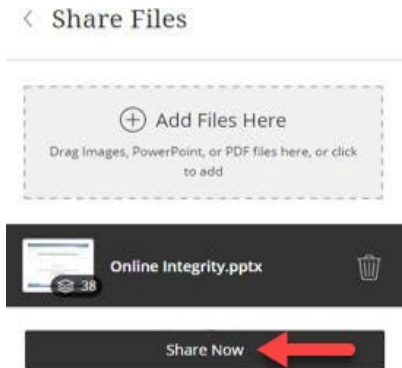 Share Files
Add Files Here
Drag Images, PowerPoint, or PDF files here, or click
to add
Online Integrity.pptx
38
Share Now